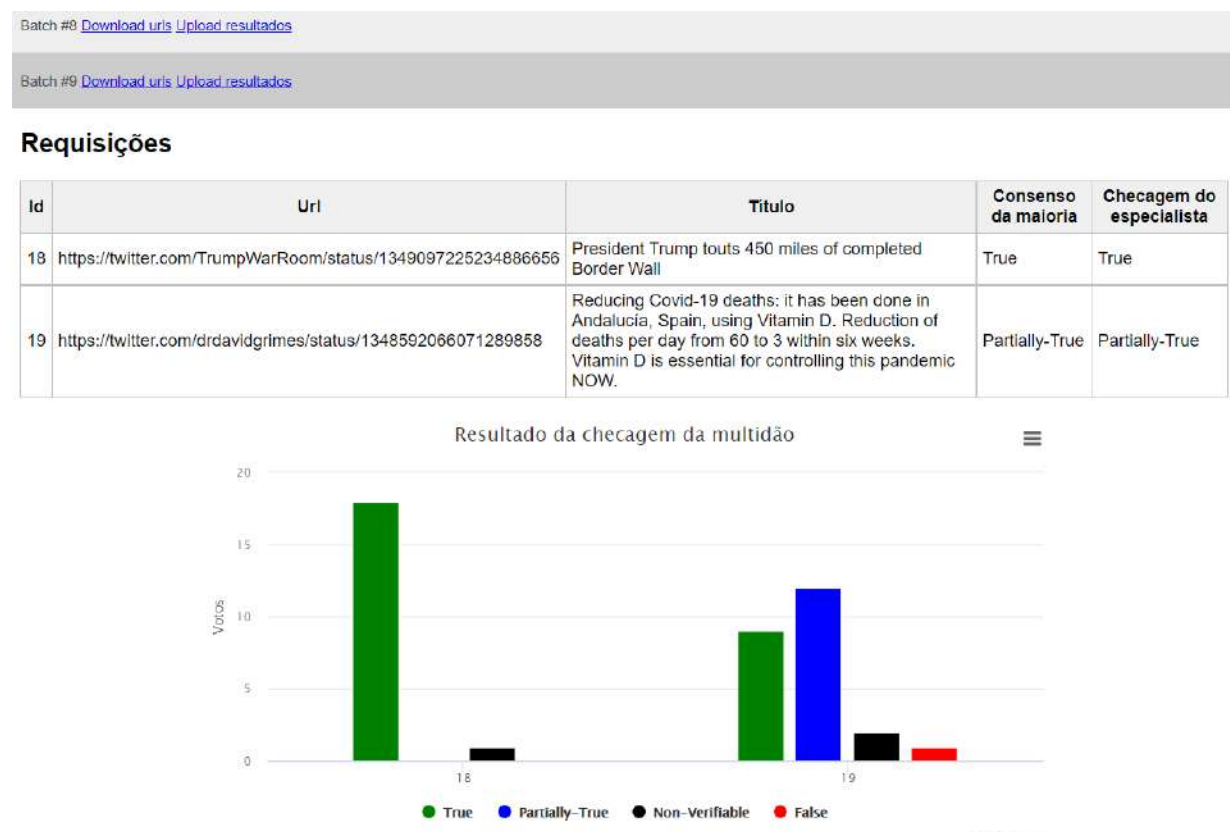 Batch #8 Download urls Upload resultados
Batch #9 Download urls Upload resultados
Requisições
Id Url Titulo Consenso da maioria Checagem do especialista
18 https://twitter.com/TrumpWarRoom/status/1349097225234886656 President Trump touts 450 miles of completed
Border Wall True True
19 https://twitter.com/drdavidgrimes/status/1348592066071289858 Reducing Covid-19 deaths: it has been done in
Andalucía, Spain, using Vitamin D. Reduction of
deaths per day from 60 to 3 within six weeks.
Vitamin D is essential for controlling this pandemic
NOW. Partially-True Partially-True
Resultado da checagem da multidão
20
15
10
5
0
Votos
18 19
True Partially-True Non-Verifiable False